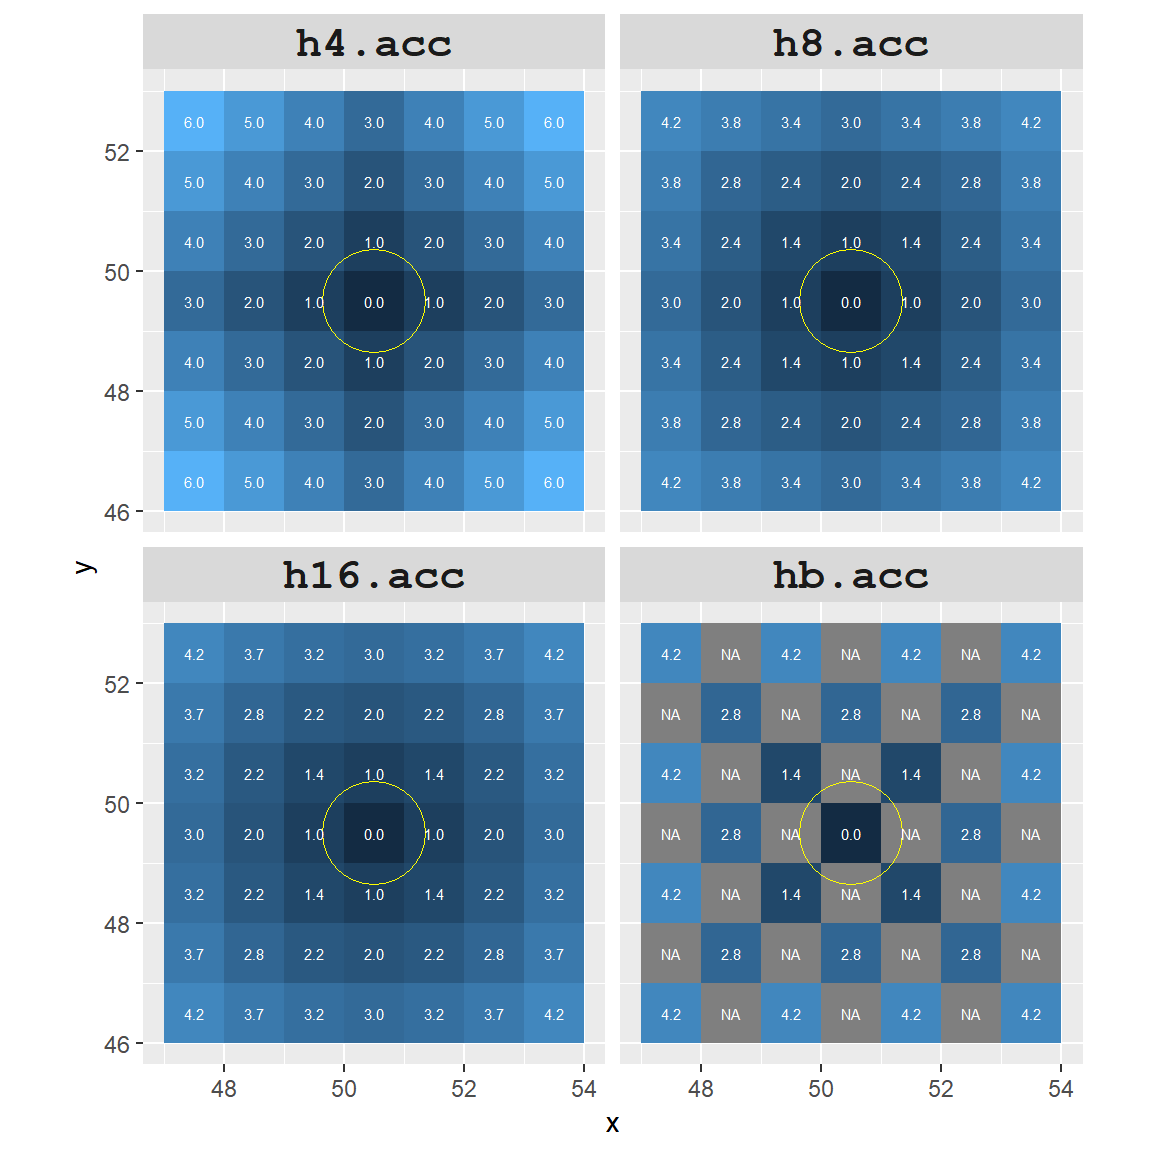 h4.acc h8.acc
6.0 5.0 4.0 3.0 4.0 5.0 6.0 4.2 3.8 3.4 3.0 3.4 3.8 4.2
52
5.0 4.0 3.0 2.0 3.0 4.0 5.0 3.8 2.8 2.4 2.0 2.4 2.8 3.8
4.0 3.0 2.0 1.0 2.0 3.0 4.0 3.4 2.4 1.4 1.0 1.4 2.4 3.4
50
3.0 2.0 1.0 0.0 1.0 2.0 3.0 3.0 2.0 1.0 0.0 1.0 2.0 3.0
4.0 3.0 2.0 1.0 2.0 3.0 4.0 3.4 2.4 1.4 1.0 1.4 2.4 3.4
48
5.0 4.0 3.0 2.0 3.0 4.0 5.0 3.8 2.8 2.4 2.0 2.4 2.8 3.8
6.0 5.0 4.0 3.0 4.0 5.0 6.0 4.2 3.8 3.4 3.0 3.4 3.8 4.2
46
y
h16.acc hb.acc
4.2 3.7 3.2 3.0 3.2 3.7 4.2 4.2 NA 4.2 NA 4.2 NA 4.2
52
3.7 2.8 2.2 2.0 2.2 2.8 3.7 NA 2.8 NA 2.8 NA 2.8 NA
3.2 2.2 1.4 1.0 1.4 2.2 3.2 4.2 NA 1.4 NA 1.4 NA 4.2
50
3.0 2.0 1.0 0.0 1.0 2.0 3.0 NA 2.8 NA 0.0 NA 2.8 NA
3.2 2.2 1.4 1.0 1.4 2.2 3.2 4.2 NA 1.4 NA 1.4 NA 4.2
48
3.7 2.8 2.2 2.0 2.2 2.8 3.7 NA 2.8 NA 2.8 NA 2.8 NA
4.2 3.7 3.2 3.0 3.2 3.7 4.2 4.2 NA 4.2 NA 4.2 NA 4.2
46
48 50 52 54 48 50 52 54
x